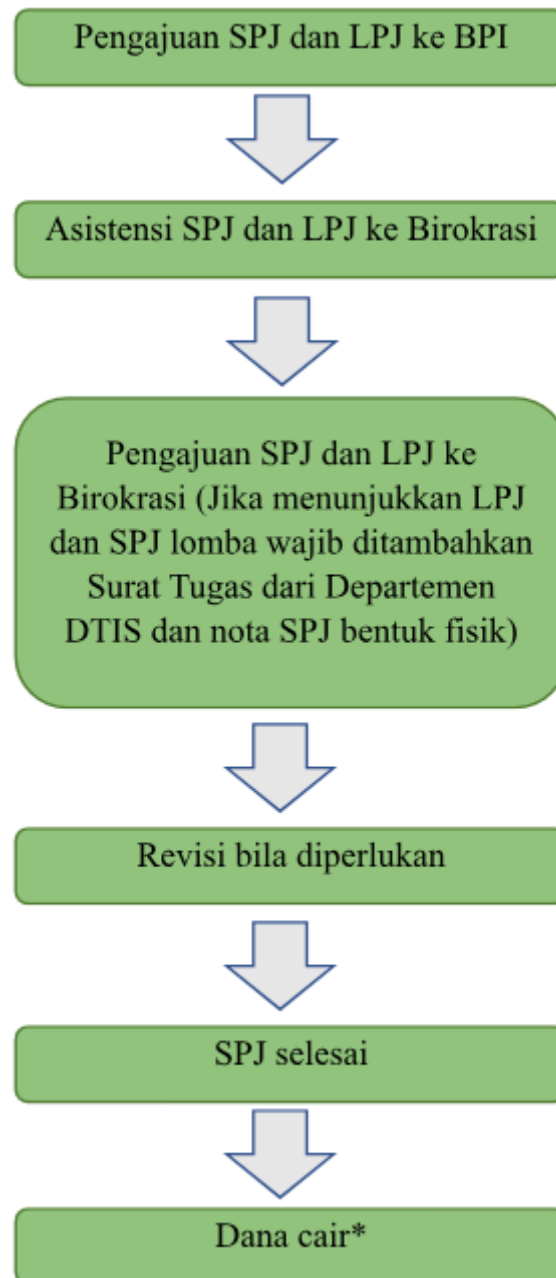 Pengajuan SPJ dan LPJ ke BPI
Asistensi SPJ dan LPJ ke Birokrasi
Pengajuan SPJ dan LPJ ke
Birokrasi (Jika menunjukkan LPJ
dan SPJ lomba wajib ditambahkan
Surat Tugas dari Departemen
DTIS dan nota SPJ bentuk fisik)
Revisi bila diperlukan
SPJ selesai
Dana cair*